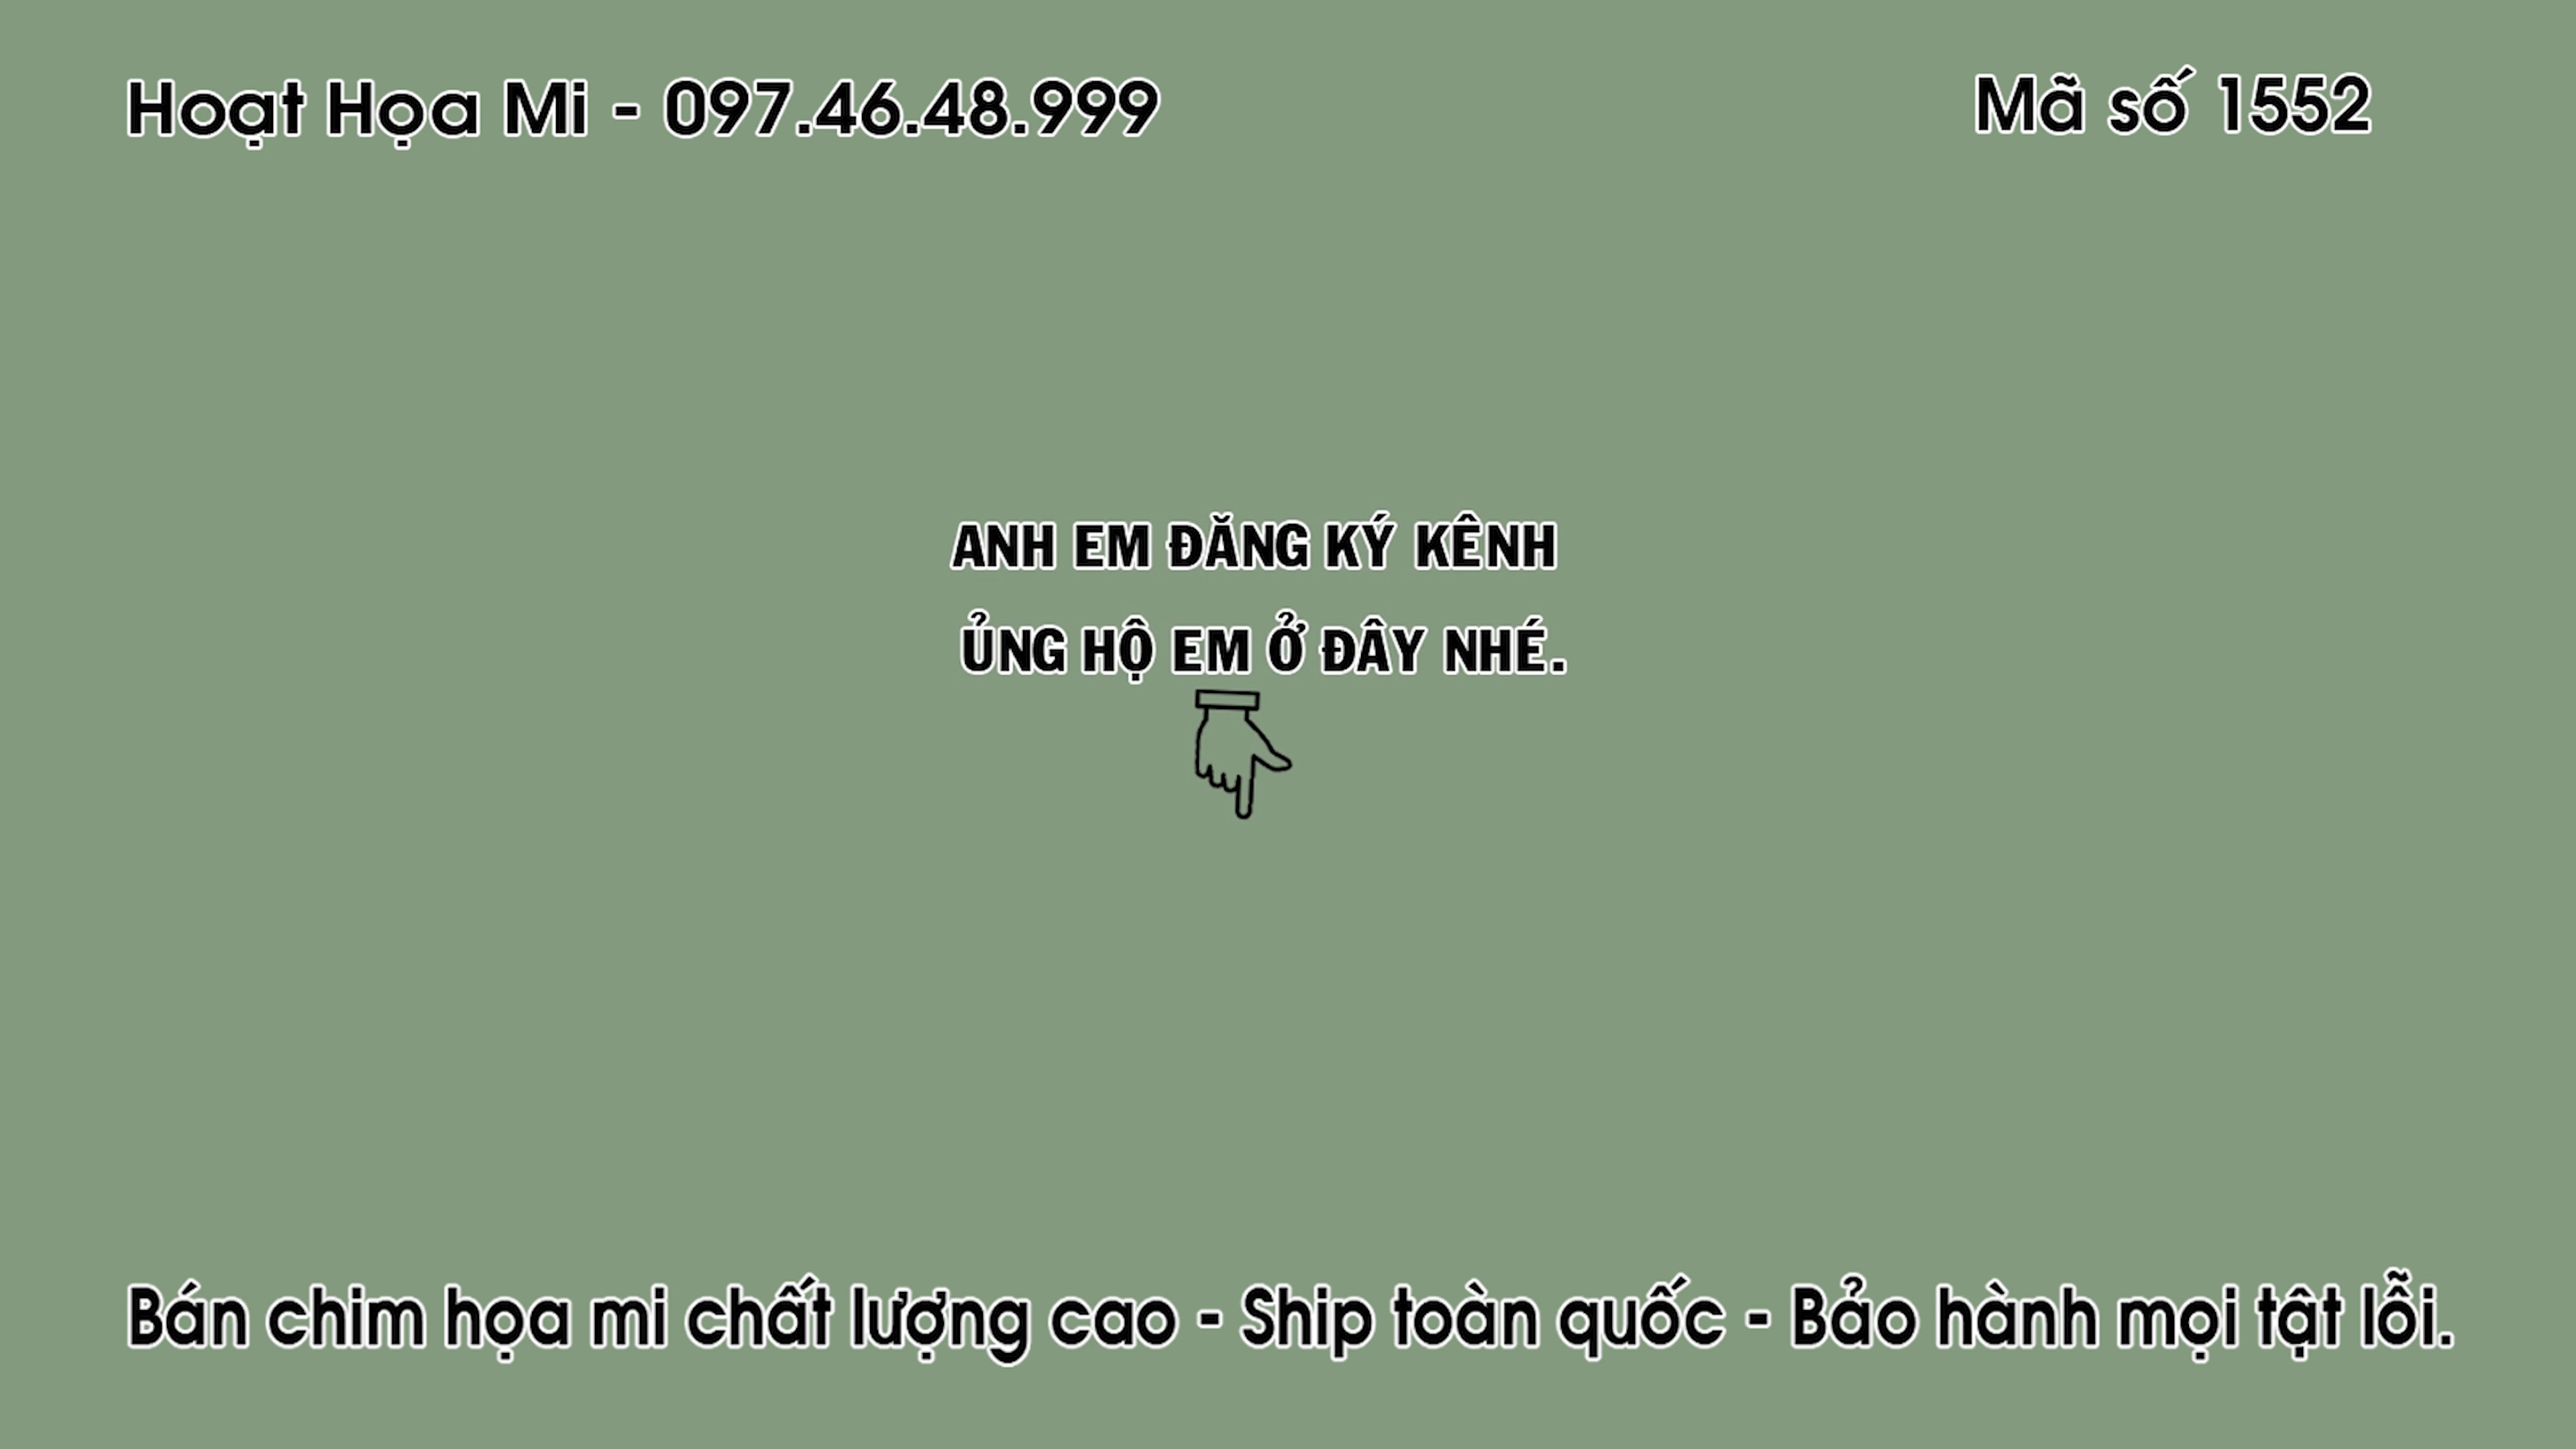 Hoạt Họa Mi - 097.46.48.999
Mã số 1552
ANH EM ĐĂNG KÝ KÊNH
ỦNG HỘ EM Ở ĐÂY NHÉ.
Bán chim họa mi chất lượng cao - Ship toàn quốc - Bảo hành mọi tật lỗi.